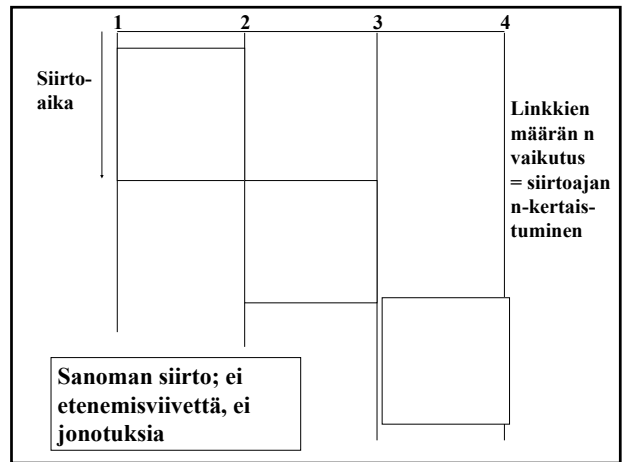 1 2 3 4
Siirto-
aika
Linkkien
määrän n
vaikutus
= siirtoajan
n-kertais-
tuminen
Sanoman siirto; ei
etenemisviivettä, ei
jonotuksia